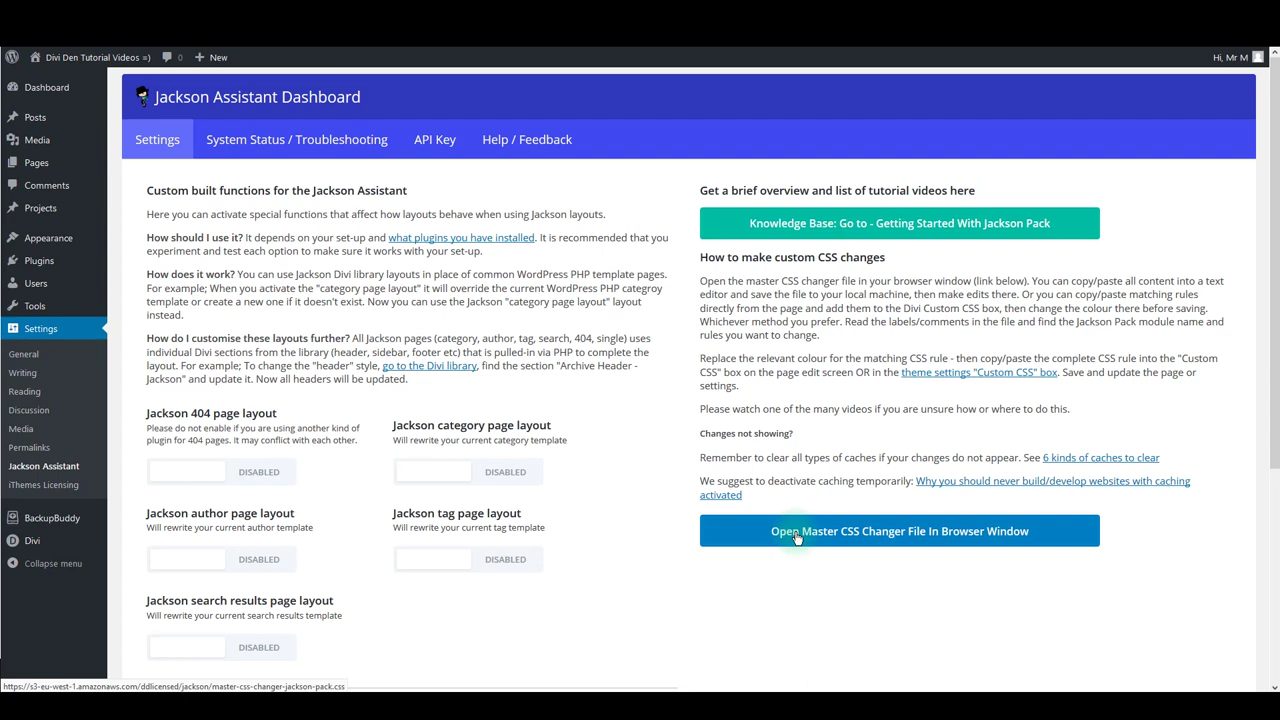 Divi Den Tutorial Videos =)
0
New
Hi, Mr M
Dashboard
Posts
Media
Pages
Comments
Projects
Appearance
Plugins
Users
Tools
Settings
General
Writing
Reading
Discussion
Media
Permalinks
Jackson Assistant
iThemes Licensing
BackupBuddy
Divi
Collapse menu
Jackson Assistant Dashboard
Settings
System Status / Troubleshooting
API Key
Help / Feedback
Custom built functions for the Jackson Assistant
Here you can activate special functions that affect how layouts behave when using Jackson layouts.
How should I use it? It depends on your set-up and what plugins you have installed. It is recommended that you
experiment and test each option to make sure it works with your set-up.
How does it work? You can use Jackson Divi library layouts in place of common WordPress PHP template pages.
For example; When you activate the "category page layout" it will override the current WordPress PHP categroy
template or create a new one if it doesn't exist. Now you can use the Jackson "category page layout" layout
instead.
How do I customise these layouts further? All Jackson pages (category, author, tag, search, 404, single) uses
individual Divi sections from the library (header, sidebar, footer etc) that is pulled-in via PHP to complete the
layout. For example; To change the "header" style, go to the Divi library, find the section "Archive Header -
Jackson" and update it. Now all headers will be updated.
Jackson 404 page layout
Please do not enable if you are using another kind of
plugin for 404 pages. It may conflict with each other.
DISABLED
Jackson category page layout
Will rewrite your current category template
DISABLED
Jackson author page layout
Will rewrite your current author template
DISABLED
Jackson tag page layout
Will rewrite your current tag template
DISABLED
Jackson search results page layout
Will rewrite your current search results template
DISABLED
Get a brief overview and list of tutorial videos here
Knowledge Base: Go to - Getting Started With Jackson Pack
How to make custom CSS changes
Open the master CSS changer file in your browser window (link below). You can copy/paste all content into a text
editor and save the file to your local machine, then make edits there. Or you can copy/paste matching rules
directly from the page and add them to the Divi Custom CSS box, then change the colour there before saving.
Whichever method you prefer. Read the labels/comments in the file and find the Jackson Pack module name and
rules you want to change.
Replace the relevant colour for the matching CSS rule - then copy/paste the complete CSS rule into the "Custom
CSS" box on the page edit screen OR in the theme settings "Custom CSS" box. Save and update the page or
settings.
Please watch one of the many videos if you are unsure how or where to do this.
Changes not showing?
Remember to clear all types of caches if your changes do not appear. See 6 kinds of caches to clear
We suggest to deactivate caching temporarily: Why you should never build/develop websites with caching
activated
Open Master CSS Changer File In Browser Window
https://s3-eu-west-1.amazonaws.com/ddlicensed/jackson/master-css-changer-jackson-pack.css